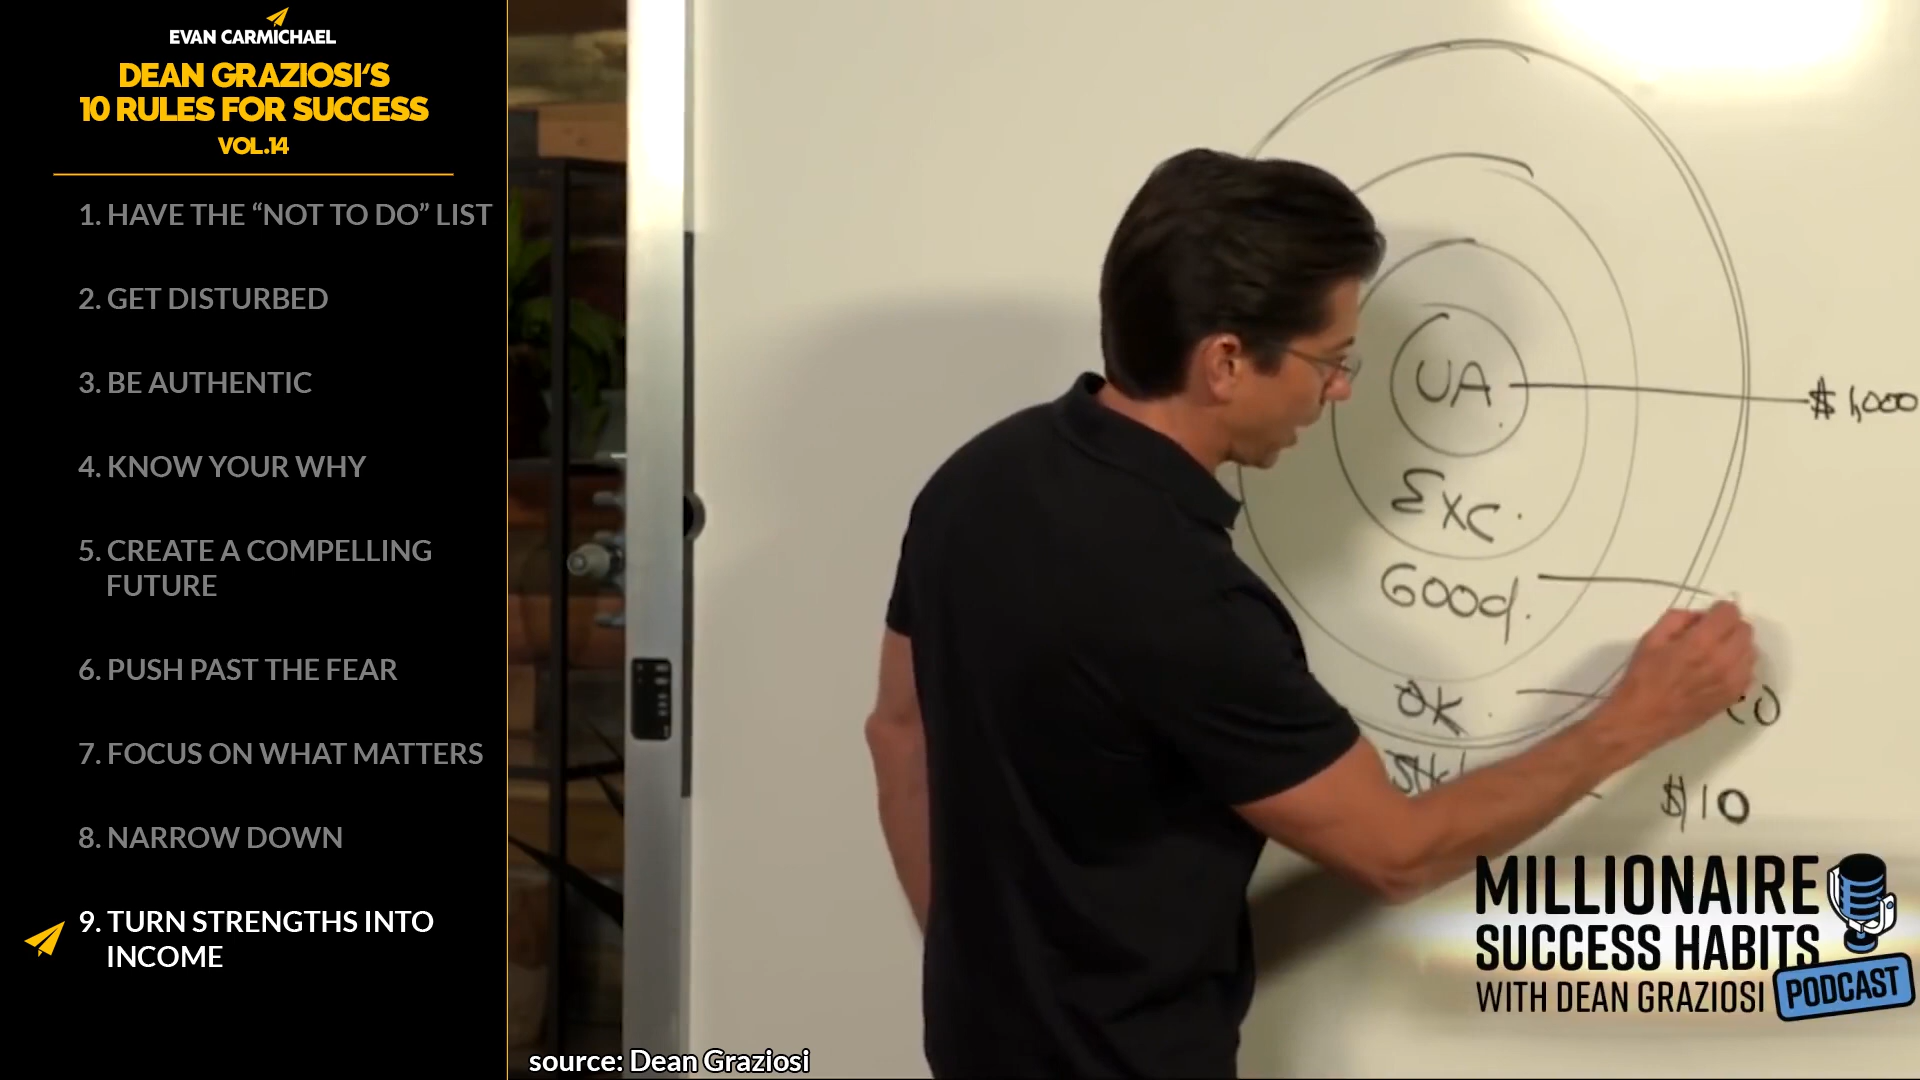 EVAN CARMICHAEL
DEAN GRAZIOSI'S
10 RULES FOR SUCCESS
VOL.14
1. HAVE THE “NOT TO DO” LIST
2. GET DISTURBED
3. BE AUTHENTIC
4. KNOW YOUR WHY
5. CREATE A COMPELLING
FUTURE
6. PUSH PAST THE FEAR
7. FOCUS ON WHAT MATTERS
8. NARROW DOWN
9. TURN STRENGTHS INTO
INCOME
UA
$1,000
EXC.
GOOd.
OK.
$10
MILLIONAIRE
SUCCESS HABITS
WITH DEAN GRAZIOSI
PODCAST
source: Dean Graziosi